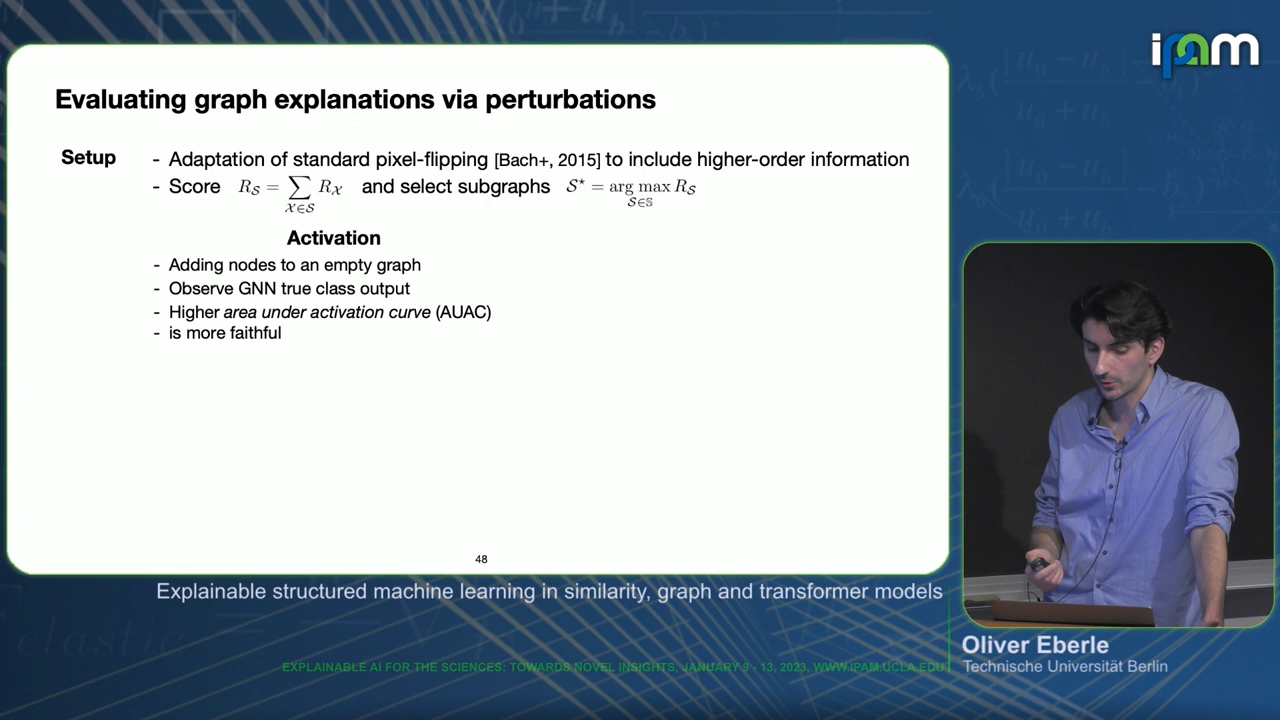 ipam
Evaluating graph explanations via perturbations
Setup
- Adaptation of standard pixel-flipping [Bach+, 2015] to include higher-order information
- Score R_S = ∑_{X∈S} R_X and select subgraphs S* = arg max_{S∈𝕊} R_S
Activation
- Adding nodes to an empty graph
- Observe GNN true class output
- Higher area under activation curve (AUAC)
- is more faithful
48
Explainable structured machine learning in similarity, graph and transformer models
Oliver Eberle
Technische Universität Berlin
EXPLAINABLE AI FOR THE SCIENCES: TOWARDS NOVEL INSIGHTS, JANUARY 9 - 13, 2023, WWW.IPAM.UCLA.EDU
elastic